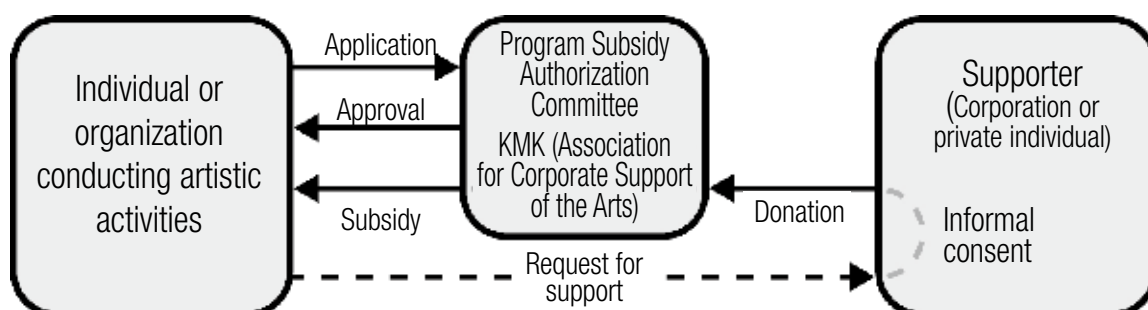 Individual or
organization
conducting artistic
activities
Application
Approval
Subsidy
Program Subsidy
Authorization
Committee
KMK (Association
for Corporate Support
of the Arts)
Donation
Supporter
(Corporation or
private individual)
Informal
consent
Request for
support